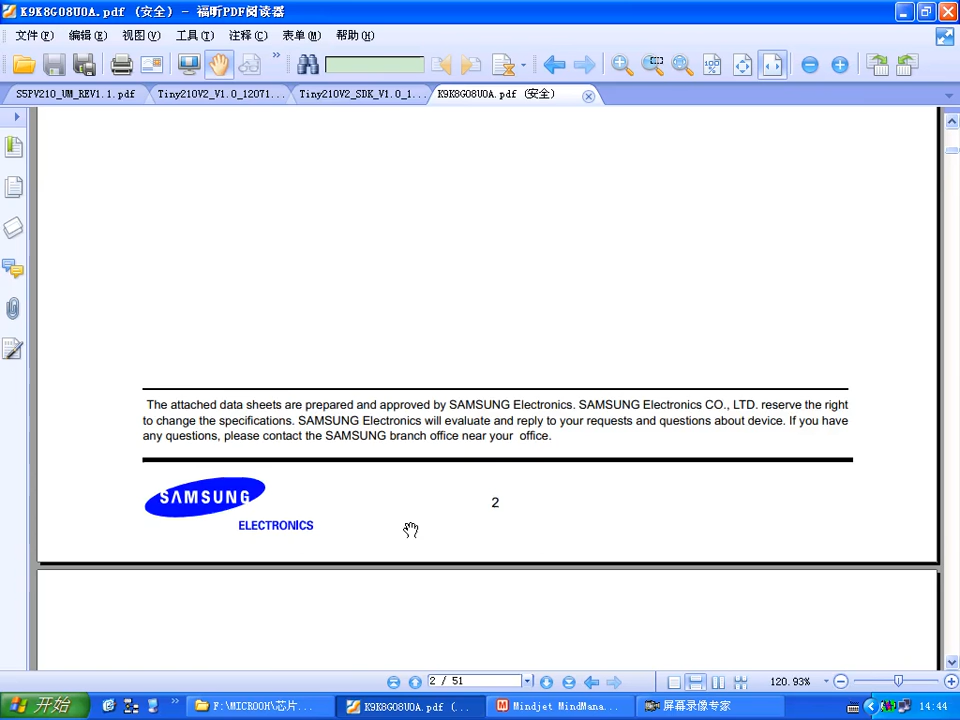 K9K8G08U0A.pdf (安全) - 福昕PDF阅读器
文件(F) 编辑(E) 视图(V) 工具(T) 注释(C) 表单(M) 帮助(H)
S5PV210_UM_REV1.1.pdf Tiny210V2_V1.0_12071... Tiny210V2_SDK_V1.0_1... K9K8G08U0A.pdf (安全)
The attached data sheets are prepared and approved by SAMSUNG Electronics. SAMSUNG Electronics CO., LTD. reserve the right
to change the specifications. SAMSUNG Electronics will evaluate and reply to your requests and questions about device. If you have
any questions, please contact the SAMSUNG branch office near your office.
SAMSUNG
2
ELECTRONICS
2 / 51
120.93%
开始 F:\MICROOH\芯片... K9K8G08U0A.pdf (... Mindjet MindMana... 屏幕录像专家 14:44